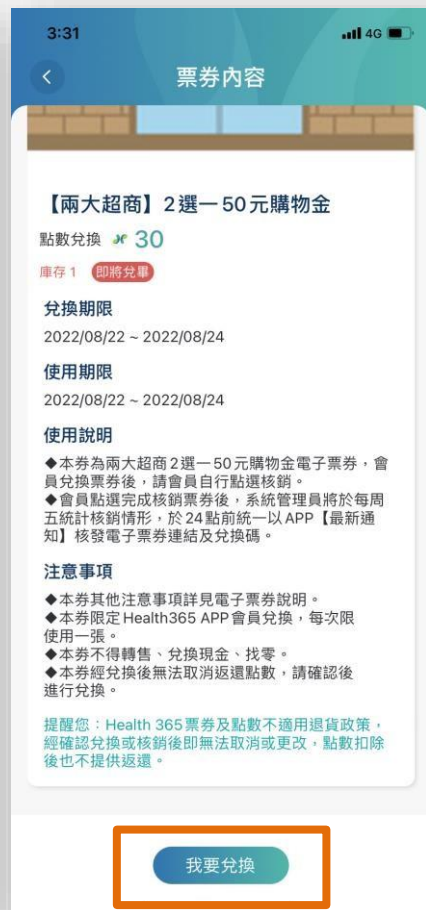 3:31
4G
票券內容
【兩大超商】2選一50元購物金
點數兌換 30
庫存 1 即將兌畢
兌換期限
2022/08/22 ~ 2022/08/24
使用期限
2022/08/22 ~ 2022/08/24
使用說明
◆本券為兩大超商2選一50元購物金電子票券，會
員兌換票券後，請會員自行點選核銷。
◆會員點選完成核銷票券後，系統管理員將於每周
五統計核銷情形，於24點前統一以APP【最新通
知】核發電子票券連結及兌換碼。
注意事項
◆本券其他注意事項詳見電子票券說明。
◆本券限定Health365 APP會員兌換，每次限
使用一張。
◆本券不得轉售、兌換現金、找零。
◆本券經兌換後無法取消返還點數，請確認後
進行兌換。
提醒您：Health 365票券及點數不適用退貨政策，
經確認兌換或核銷後即無法取消或更改，點數扣除
後也不提供返還。
我要兌換